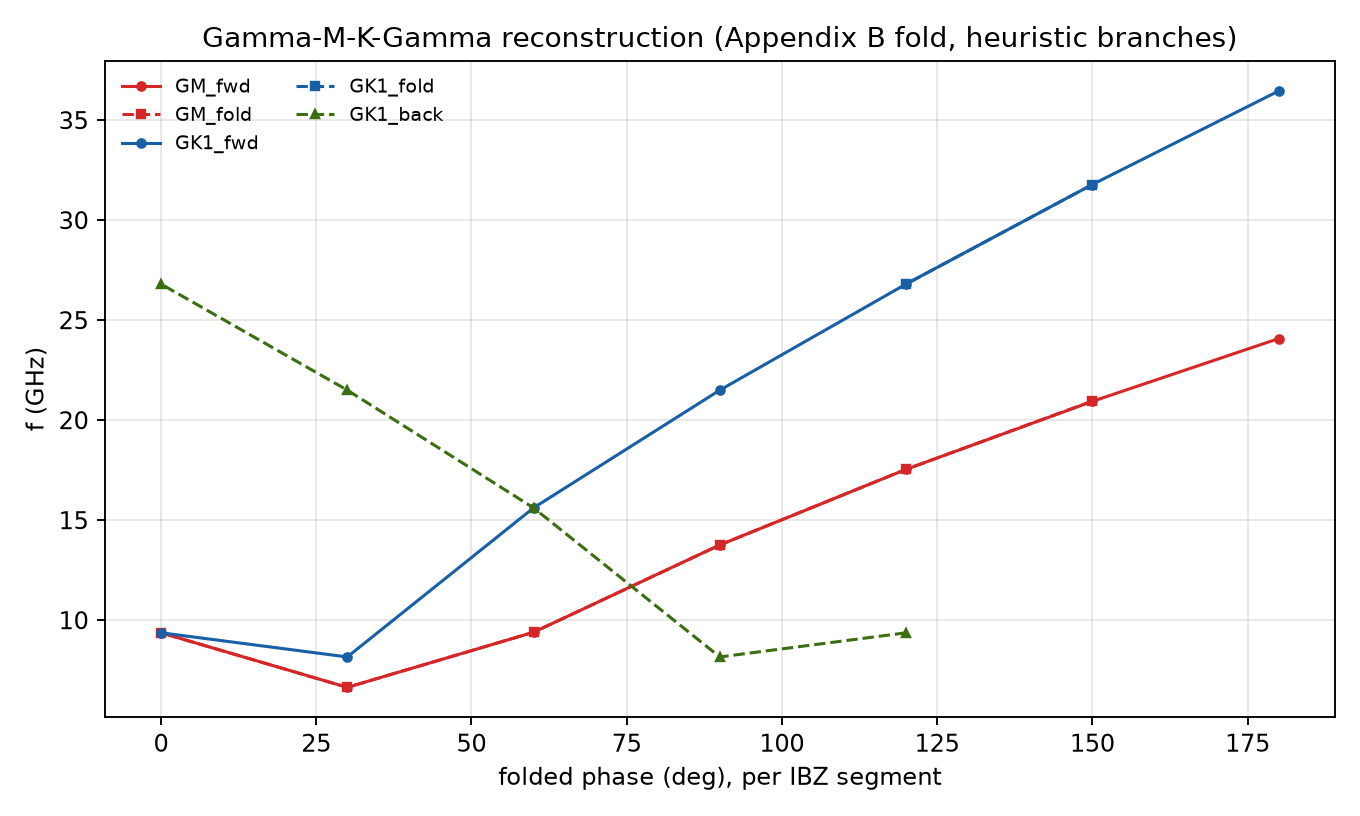 Gamma-M-K-Gamma reconstruction (Appendix B fold, heuristic branches)
GM_fwd
GM_fold
GK1_fwd
GK1_fold
GK1_back
f (GHz)
35
30
25
20
15
10
0 25 50 75 100 125 150 175
folded phase (deg), per IBZ segment